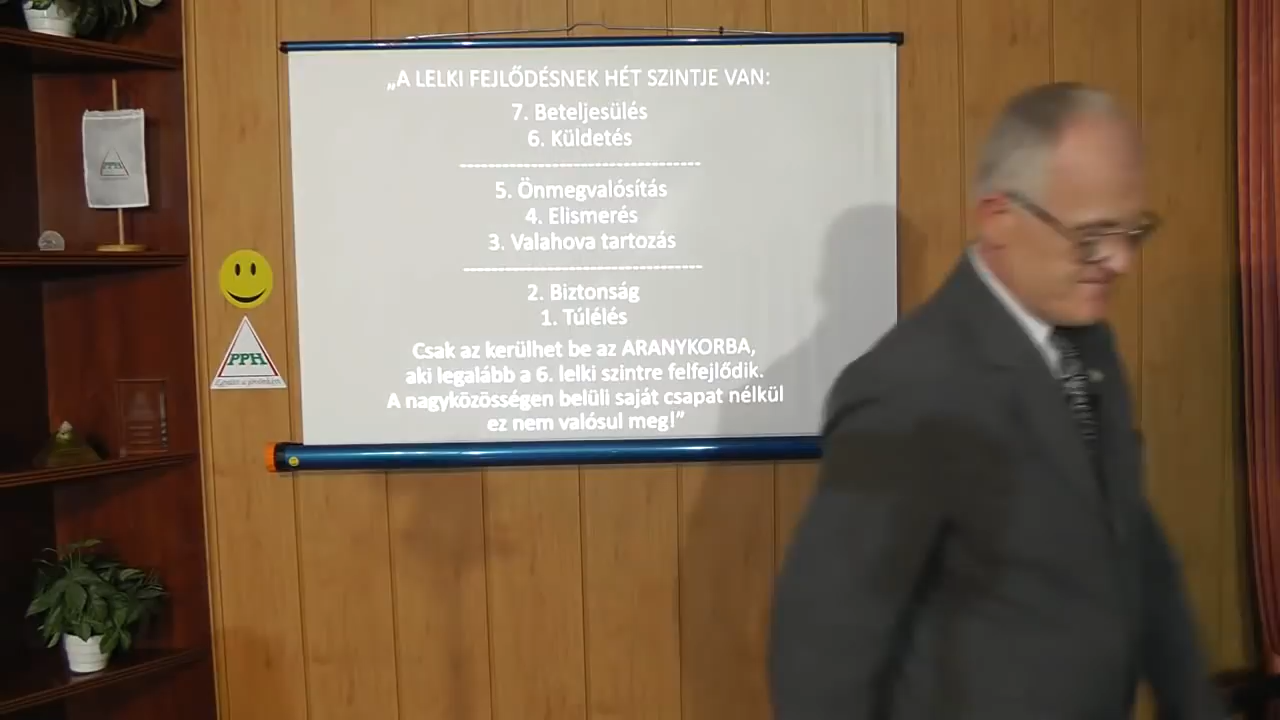 „A LELKI FEJLŐDÉSNEK HÉT SZINTJE VAN:
7. Beteljesülés
6. Küldetés
5. Önmegvalósítás
4. Elismerés
3. Valahova tartozás
2. Biztonság
1. Túlélés
Csak az kerülhet be az ARANYKORBA,
aki legalább a 6. lelki szintre felfejlődik.
A nagyközösségen belüli saját csapat nélkül
ez nem valósul meg!”
PPH
PPH